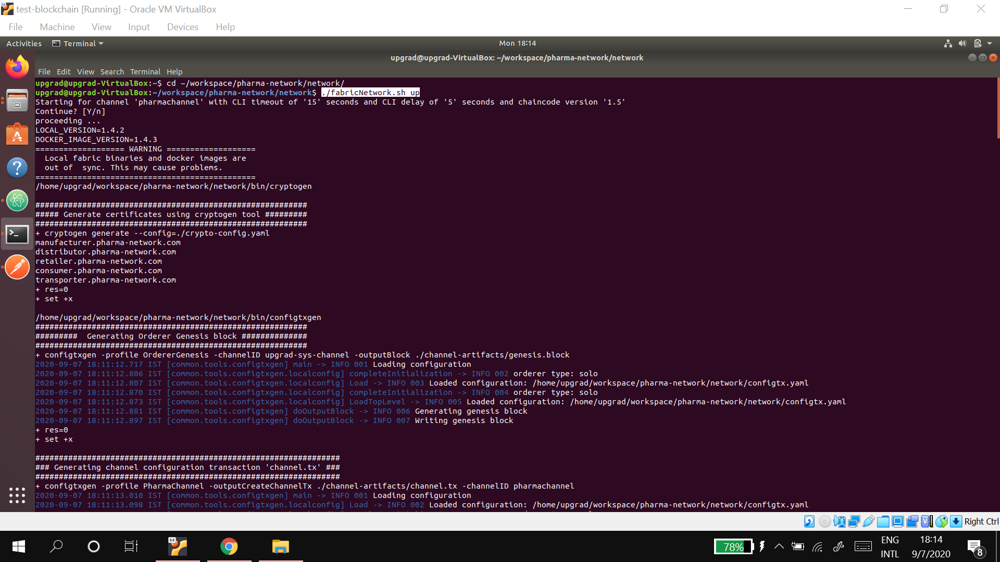 test-blockchain [Running] - Oracle VM VirtualBox
File Machine View Input Devices Help
Activities Terminal Mon 18:14
upgrad@upgrad-VirtualBox: ~/workspace/pharma-network/network
File Edit View Search Terminal Help
upgrad@upgrad-VirtualBox:~$ cd ~/workspace/pharma-network/network/
upgrad@upgrad-VirtualBox:~/workspace/pharma-network/network$ ./fabricNetwork.sh up
Starting for channel 'pharmachannel' with CLI timeout of '15' seconds and CLI delay of '5' seconds and chaincode version '1.5'
Continue? [Y/n]
proceeding ...
LOCAL_VERSION=1.4.2
DOCKER_IMAGE_VERSION=1.4.3
=================== WARNING ===================
Local fabric binaries and docker images are
out of  sync. This may cause problems.
===============================================
/home/upgrad/workspace/pharma-network/network/bin/cryptogen
##########################################################
##### Generate certificates using cryptogen tool #########
##########################################################
+ cryptogen generate --config=./crypto-config.yaml
manufacturer.pharma-network.com
distributor.pharma-network.com
retailer.pharma-network.com
consumer.pharma-network.com
transporter.pharma-network.com
+ res=0
+ set +x
/home/upgrad/workspace/pharma-network/network/bin/configtxgen
##########################################################
#########  Generating Orderer Genesis block ##############
##########################################################
+ configtxgen -profile OrdererGenesis -channelID upgrad-sys-channel -outputBlock ./channel-artifacts/genesis.block
2020-09-07 18:11:12.717 IST [common.tools.configtxgen] main -> INFO 001 Loading configuration
2020-09-07 18:11:12.806 IST [common.tools.configtxgen.localconfig] completeInitialization -> INFO 002 orderer type: solo
2020-09-07 18:11:12.807 IST [common.tools.configtxgen.localconfig] Load -> INFO 003 Loaded configuration: /home/upgrad/workspace/pharma-network/network/configtx.yaml
2020-09-07 18:11:12.870 IST [common.tools.configtxgen.localconfig] completeInitialization -> INFO 004 orderer type: solo
2020-09-07 18:11:12.873 IST [common.tools.configtxgen.localconfig] LoadTopLevel -> INFO 005 Loaded configuration: /home/upgrad/workspace/pharma-network/network/configtx.yaml
2020-09-07 18:11:12.881 IST [common.tools.configtxgen] doOutputBlock -> INFO 006 Generating genesis block
2020-09-07 18:11:12.897 IST [common.tools.configtxgen] doOutputBlock -> INFO 007 Writing genesis block
+ res=0
+ set +x
#################################################################
### Generating channel configuration transaction 'channel.tx' ###
#################################################################
+ configtxgen -profile PharmaChannel -outputCreateChannelTx ./channel-artifacts/channel.tx -channelID pharmachannel
2020-09-07 18:11:13.010 IST [common.tools.configtxgen] main -> INFO 001 Loading configuration
2020-09-07 18:11:13.098 IST [common.tools.configtxgen.localconfig] Load -> INFO 002 Loaded configuration: /home/upgrad/workspace/pharma-network/network/configtx.yaml
Right Ctrl
64
78%
ENG
INTL
18:14
9/7/2020
8